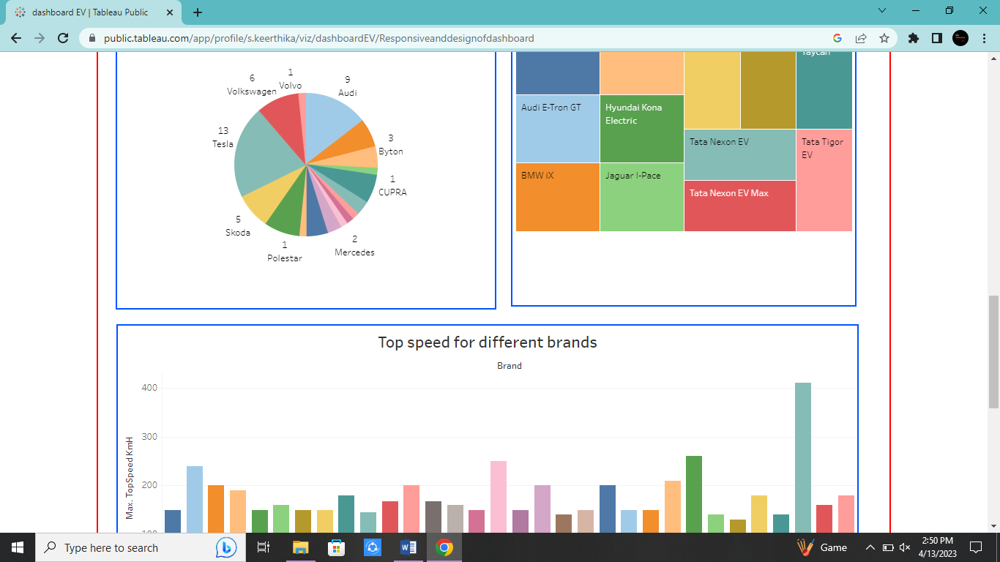 dashboard EV | Tableau Public
public.tableau.com/app/profile/s.keerthika/viz/dashboardEV/Responsiveanddesignofdashboard
6
Volkswagen
1
Volvo
9
Audi
13
Tesla
3
Byton
1
CUPRA
5
Skoda
1
Polestar
2
Mercedes
Taycan
Audi E-Tron GT
Hyundai Kona
Electric
Tata Nexon EV
Tata Tigor
EV
BMW iX
Jaguar I-Pace
Tata Nexon EV Max
Top speed for different brands
Brand
Max. TopSpeed KmH
400
300
200
100
Type here to search
Game
2:50 PM
4/13/2023